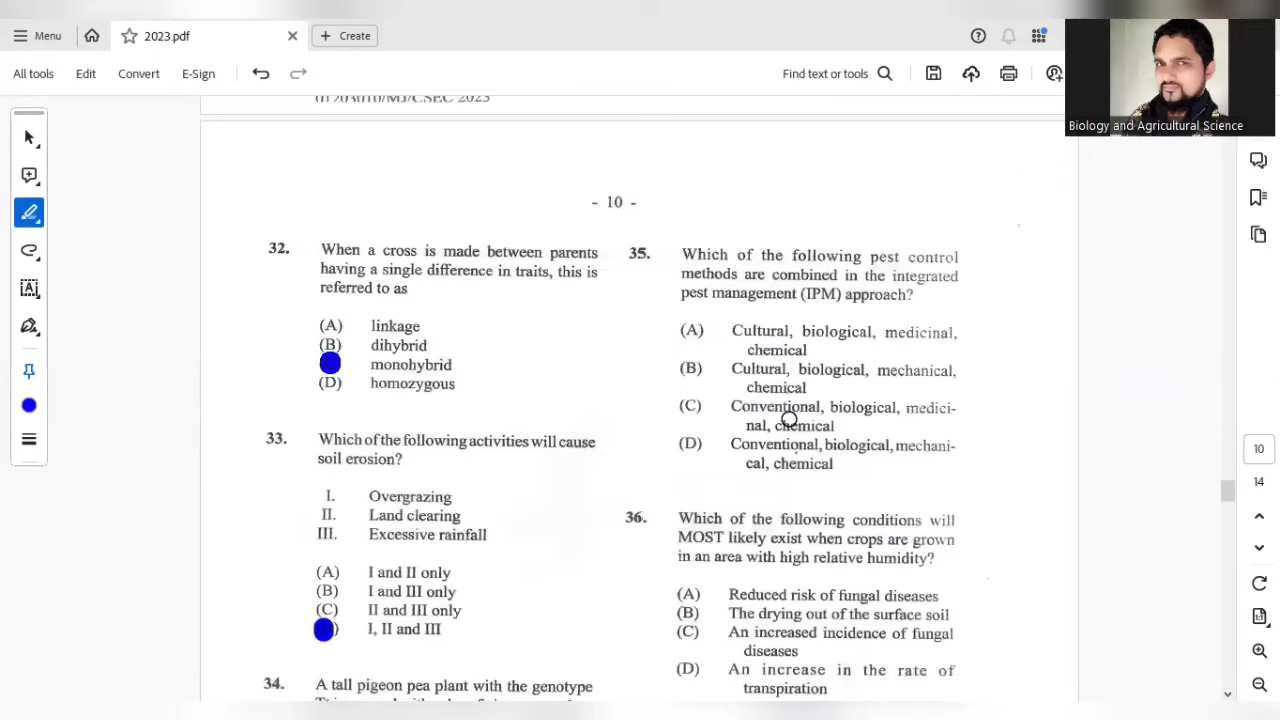 Menu
2023.pdf
Create
All tools
Edit
Convert
E-Sign
Find text or tools
Biology and Agricultural Science
01203010/MJ/CSEC 2023
- 10 -
32. When a cross is made between parents
having a single difference in traits, this is
referred to as
(A) linkage
(B) dihybrid
monohybrid
(D) homozygous
33. Which of the following activities will cause
soil erosion?
I. Overgrazing
II. Land clearing
III. Excessive rainfall
(A) I and II only
(B) I and III only
(C) II and III only
I, II and III
34. A tall pigeon pea plant with the genotype
35. Which of the following pest control
methods are combined in the integrated
pest management (IPM) approach?
(A) Cultural, biological, medicinal,
chemical
(B) Cultural, biological, mechanical,
chemical
(C) Conventional, biological, medici-
nal, chemical
(D) Conventional, biological, mechani-
cal, chemical
36. Which of the following conditions will
MOST likely exist when crops are grown
in an area with high relative humidity?
(A) Reduced risk of fungal diseases
(B) The drying out of the surface soil
(C) An increased incidence of fungal
diseases
(D) An increase in the rate of
transpiration
10
14